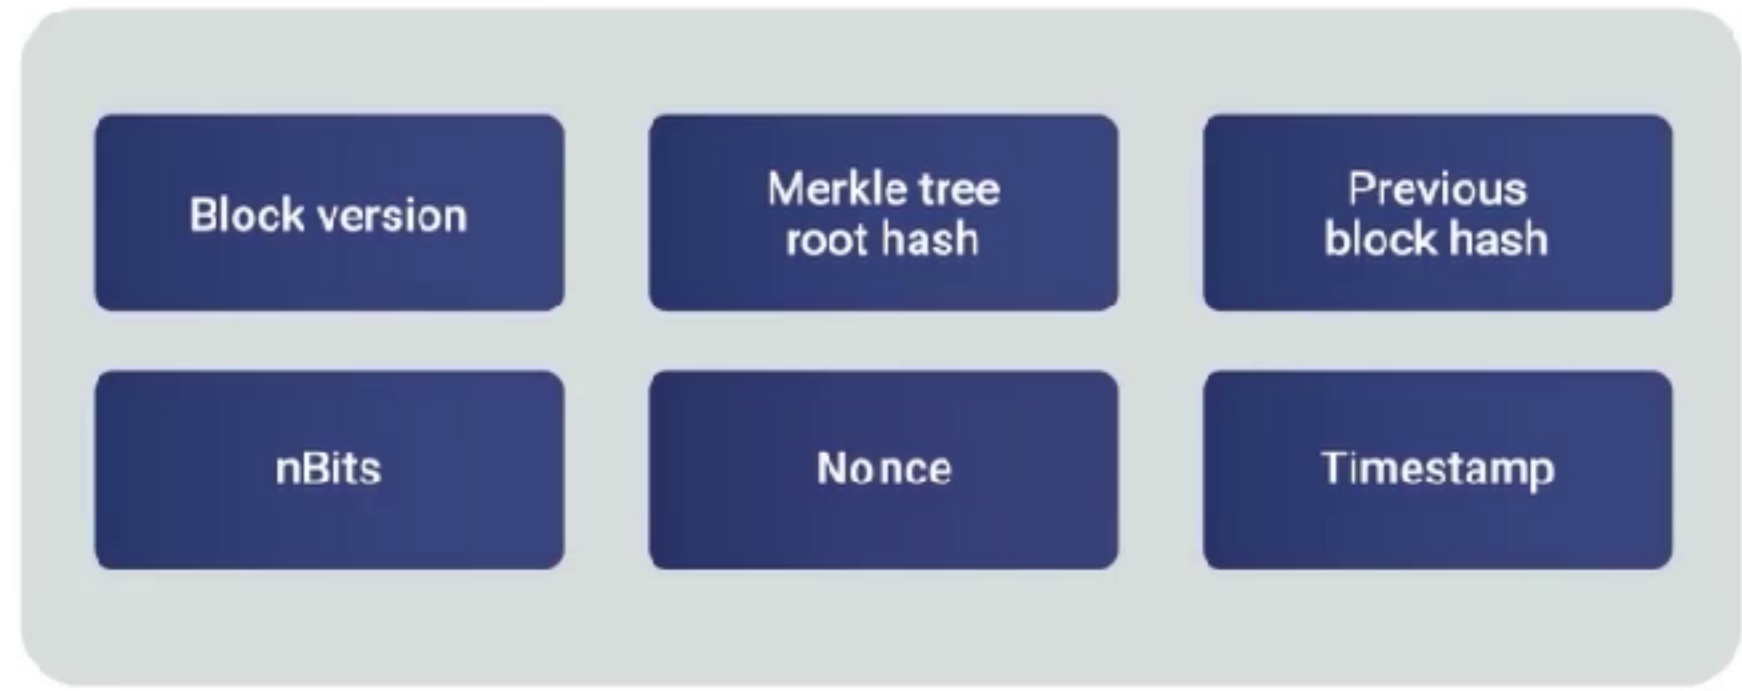 Block version
Merkle tree
root hash
Previous
block hash
nBits
Nonce
Timestamp